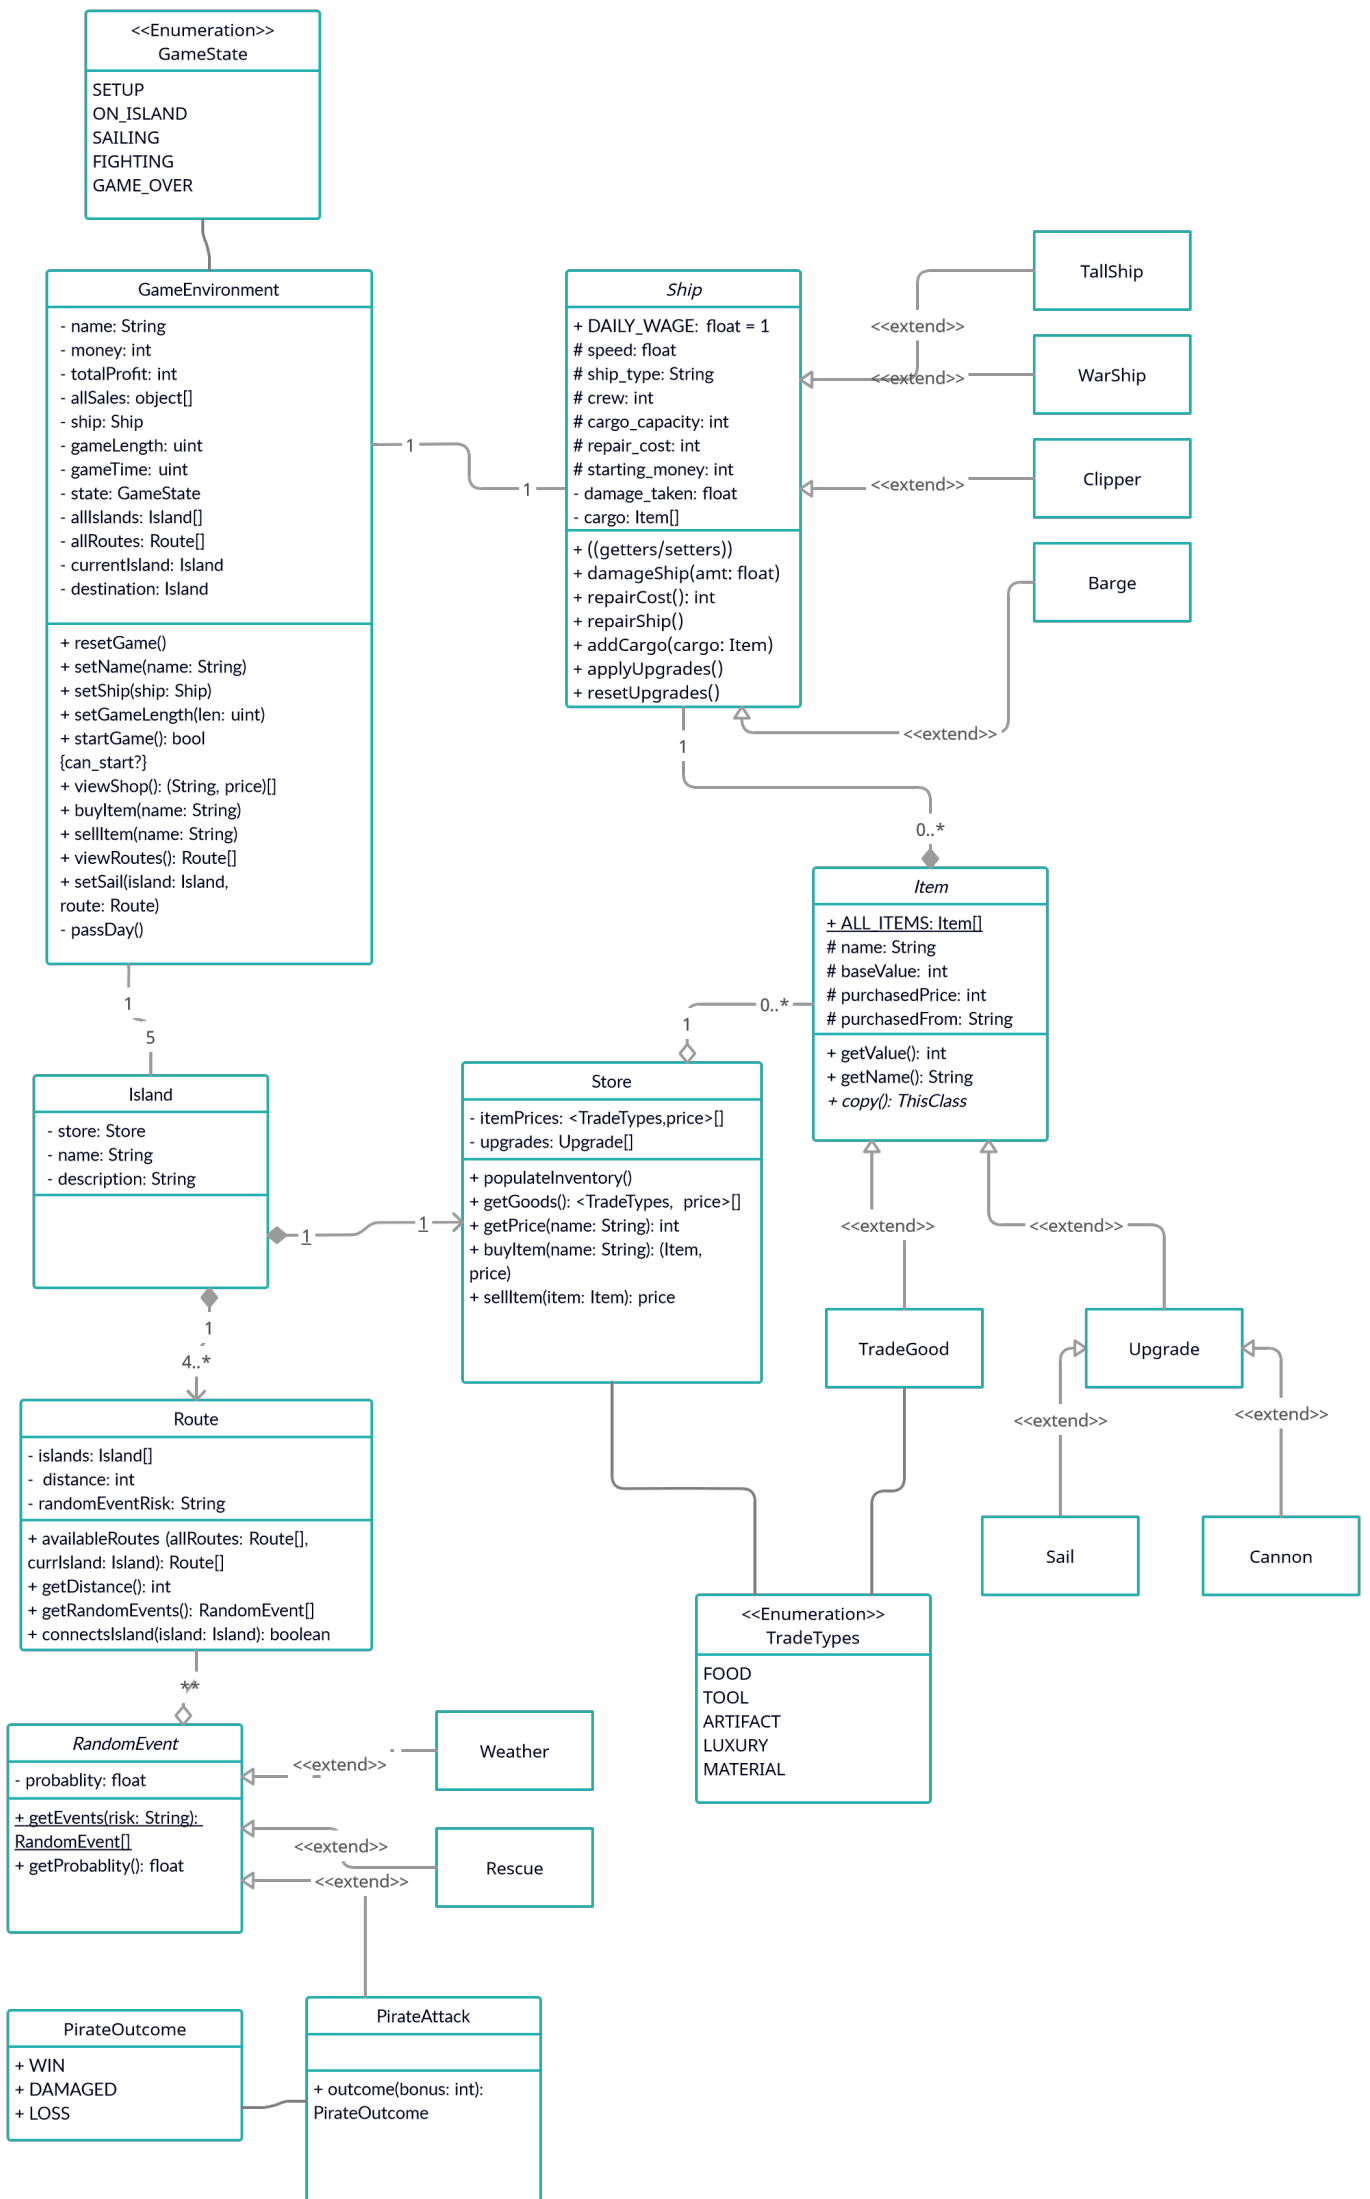 <<Enumeration>>
GameState
SETUP
ON_ISLAND
SAILING
FIGHTING
GAME_OVER
GameEnvironment
- name: String
- money: int
- totalProfit: int
- allSales: object[]
- ship: Ship
- gameLength: uint
- gameTime: uint
- state: GameState
- allIslands: Island[]
- allRoutes: Route[]
- currentIsland: Island
- destination: Island
+ resetGame()
+ setName(name: String)
+ setShip(ship: Ship)
+ setGameLength(len: uint)
+ startGame(): bool
{can_start?}
+ viewShop(): (String, price)[]
+ buyItem(name: String)
+ sellItem(name: String)
+ viewRoutes(): Route[]
+ setSail(island: Island,
route: Route)
- passDay()
1
1
Ship
+ DAILY_WAGE: float = 1
# speed: float
# ship_type: String
# crew: int
# cargo_capacity: int
# repair_cost: int
# starting_money: int
- damage_taken: float
- cargo: Item[]
+ ((getters/setters))
+ damageShip(amt: float)
+ repairCost(): int
+ repairShip()
+ addCargo(cargo: Item)
+ applyUpgrades()
+ resetUpgrades()
<<extend>>
TallShip
<<extend>>
WarShip
<<extend>>
Clipper
<<extend>>
Barge
1
0..*
Item
+ ALL_ITEMS: Item[]
# name: String
# baseValue: int
# purchasedPrice: int
# purchasedFrom: String
+ getValue(): int
+ getName(): String
+ copy(): ThisClass
1
5
0..*
1
Island
- store: Store
- name: String
- description: String
1
1
Store
- itemPrices: <TradeTypes,price>[]
- upgrades: Upgrade[]
+ populateInventory()
+ getGoods(): <TradeTypes, price>[]
+ getPrice(name: String): int
+ buyItem(name: String): (Item,
price)
+ sellItem(item: Item): price
<<extend>>
<<extend>>
TradeGood
Upgrade
<<extend>>
<<extend>>
Sail
Cannon
1
4..*
Route
- islands: Island[]
- distance: int
- randomEventRisk: String
+ availableRoutes (allRoutes: Route[],
currIsland: Island): Route[]
+ getDistance(): int
+ getRandomEvents(): RandomEvent[]
+ connectsIsland(island: Island): boolean
**
<<Enumeration>>
TradeTypes
FOOD
TOOL
ARTIFACT
LUXURY
MATERIAL
RandomEvent
- probablity: float
+ getEvents(risk: String):
RandomEvent[]
+ getProbablity(): float
<<extend>>
Weather
<<extend>>
Rescue
<<extend>>
PirateOutcome
+ WIN
+ DAMAGED
+ LOSS
PirateAttack
+ outcome(bonus: int):
PirateOutcome